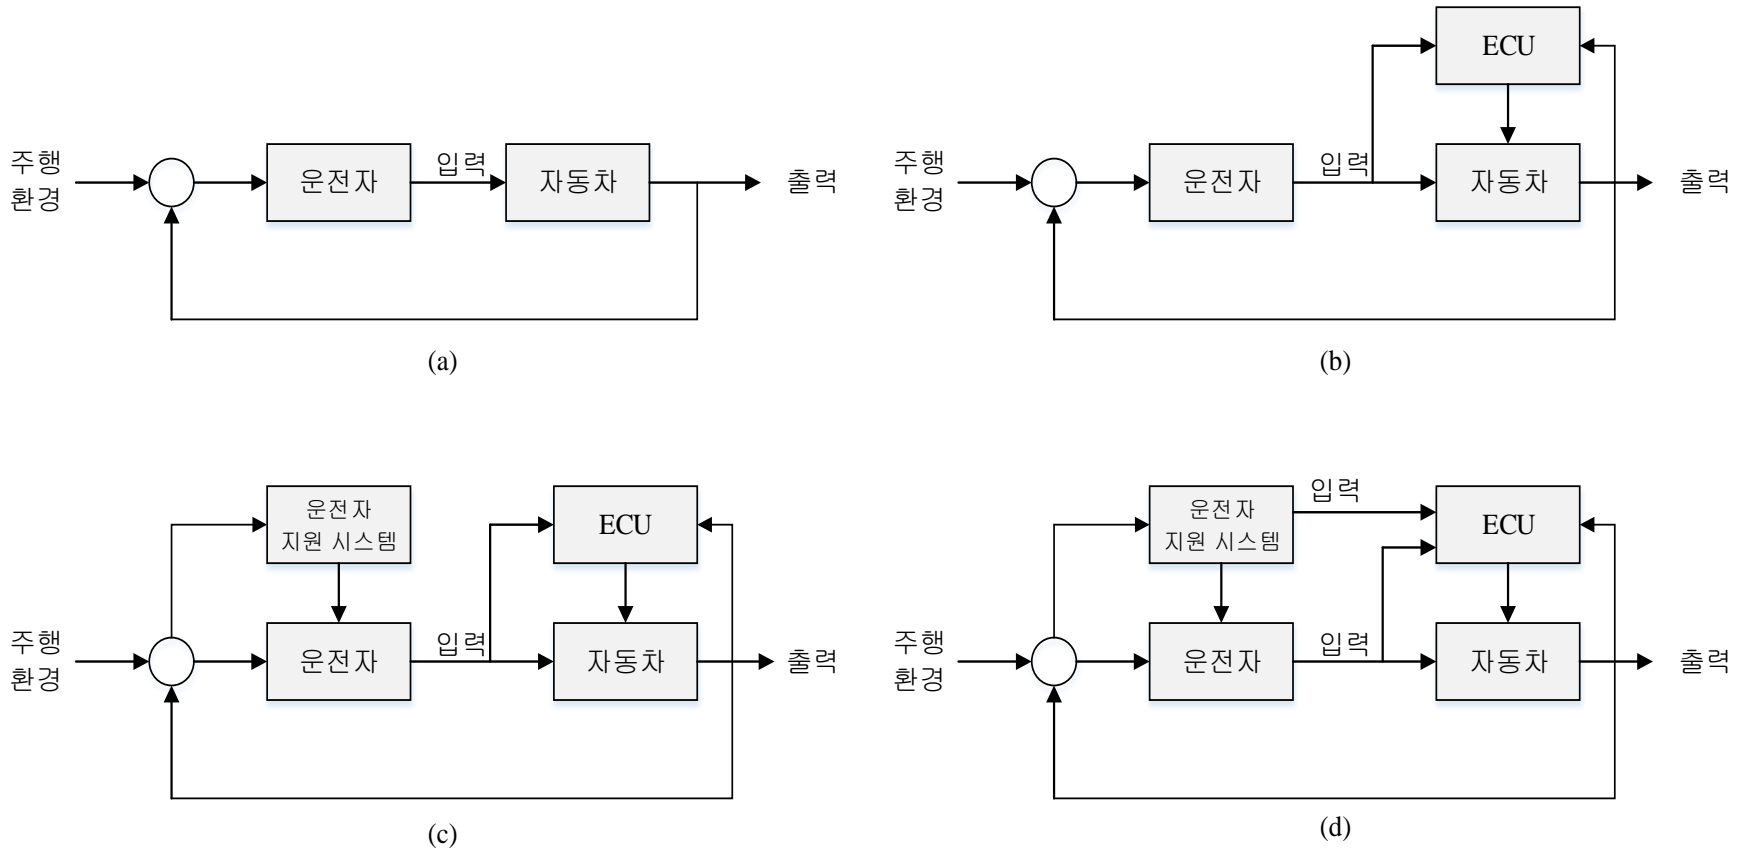 주행
환경
운전자
입력
자동차
출력
(a)
ECU
주행
환경
운전자
입력
자동차
출력
(b)
운전자
지원 시스템
ECU
주행
환경
운전자
입력
자동차
출력
(c)
운전자
지원 시스템
입력
ECU
주행
환경
운전자
입력
자동차
출력
(d)